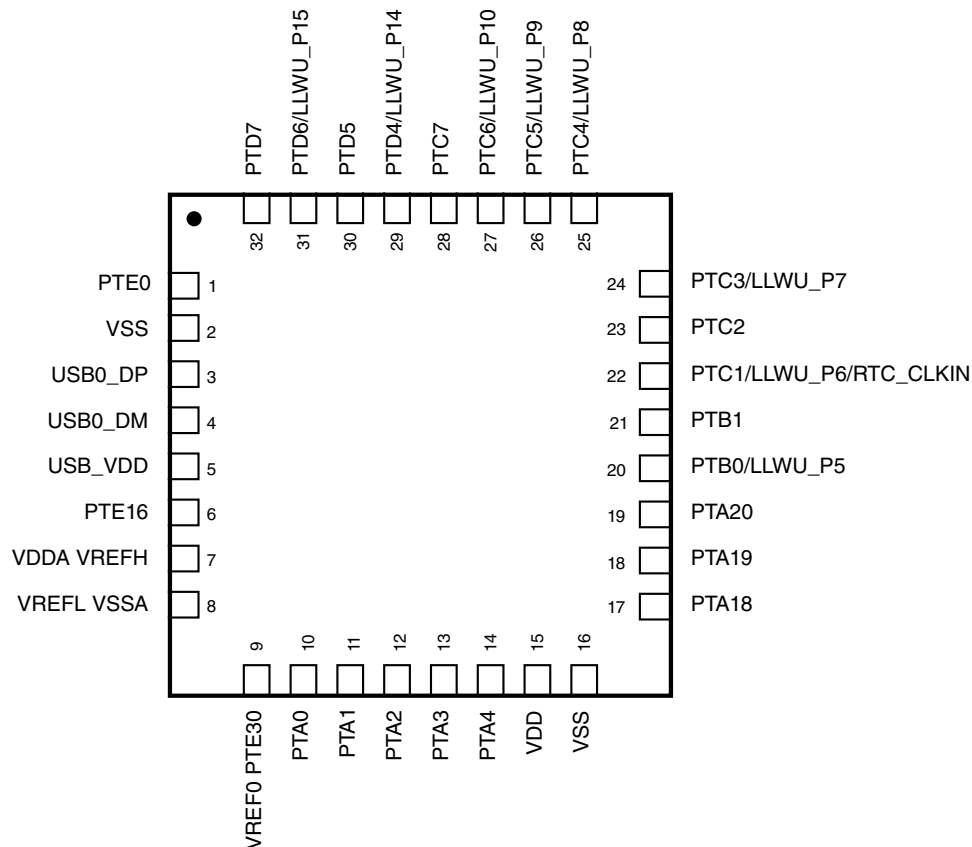 PTD7
PTD6/LLWU_P15
PTD5
PTD4/LLWU_P14
PTC7
PTC6/LLWU_P10
PTC5/LLWU_P9
PTC4/LLWU_P8
32
31
30
29
28
27
26
25
PTE0 1
VSS 2
USB0_DP 3
USB0_DM 4
USB_VDD 5
PTE16 6
VDDA VREFH 7
VREFL VSSA 8
24 PTC3/LLWU_P7
23 PTC2
22 PTC1/LLWU_P6/RTC_CLKIN
21 PTB1
20 PTB0/LLWU_P5
19 PTA20
18 PTA19
17 PTA18
9
10
11
12
13
14
15
16
VREF0 PTE30
PTA0
PTA1
PTA2
PTA3
PTA4
VDD
VSS